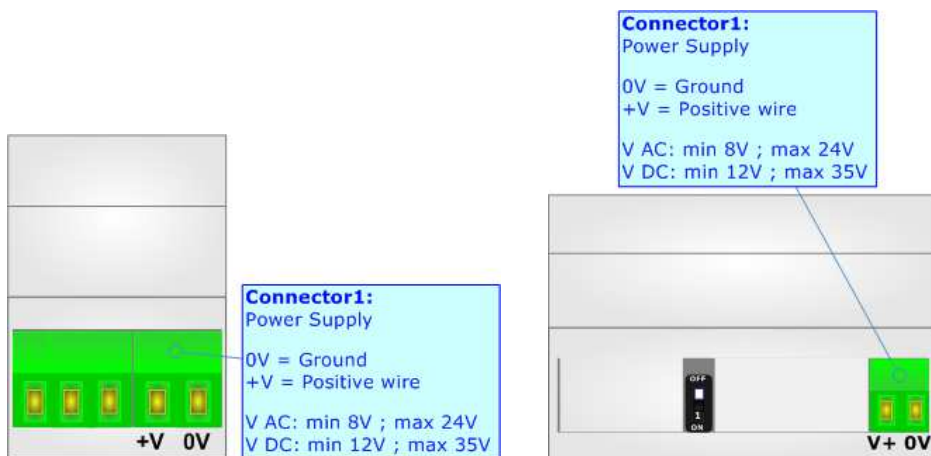 Connector1:
Power Supply
0V = Ground
+V = Positive wire
V AC: min 8V ; max 24V
V DC: min 12V ; max 35V
+V 0V
Connector1:
Power Supply
0V = Ground
+V = Positive wire
V AC: min 8V ; max 24V
V DC: min 12V ; max 35V
OFF
1
ON
V+ 0V